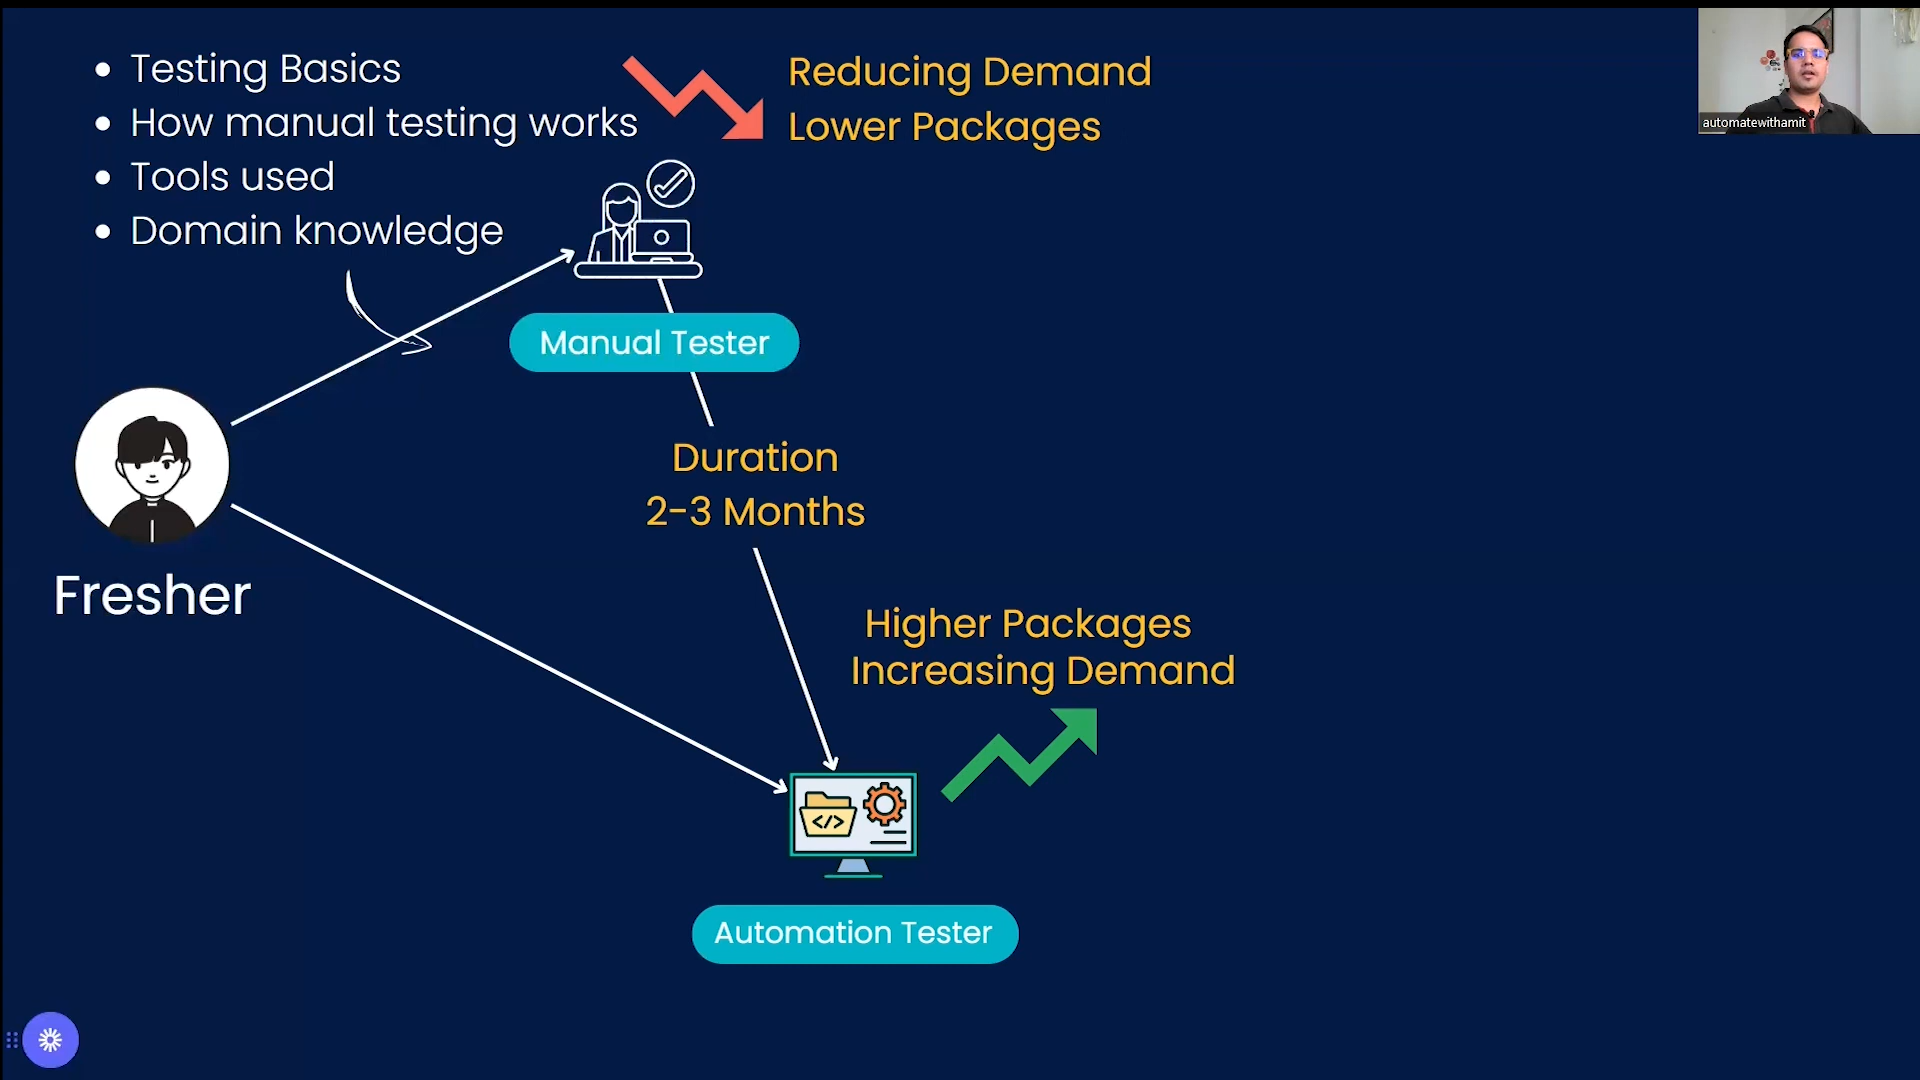 Testing Basics
How manual testing works
Tools used
Domain knowledge
Reducing Demand
Lower Packages
automatewithamit
Manual Tester
Duration
2-3 Months
Fresher
Higher Packages
Increasing Demand
</>
Automation Tester